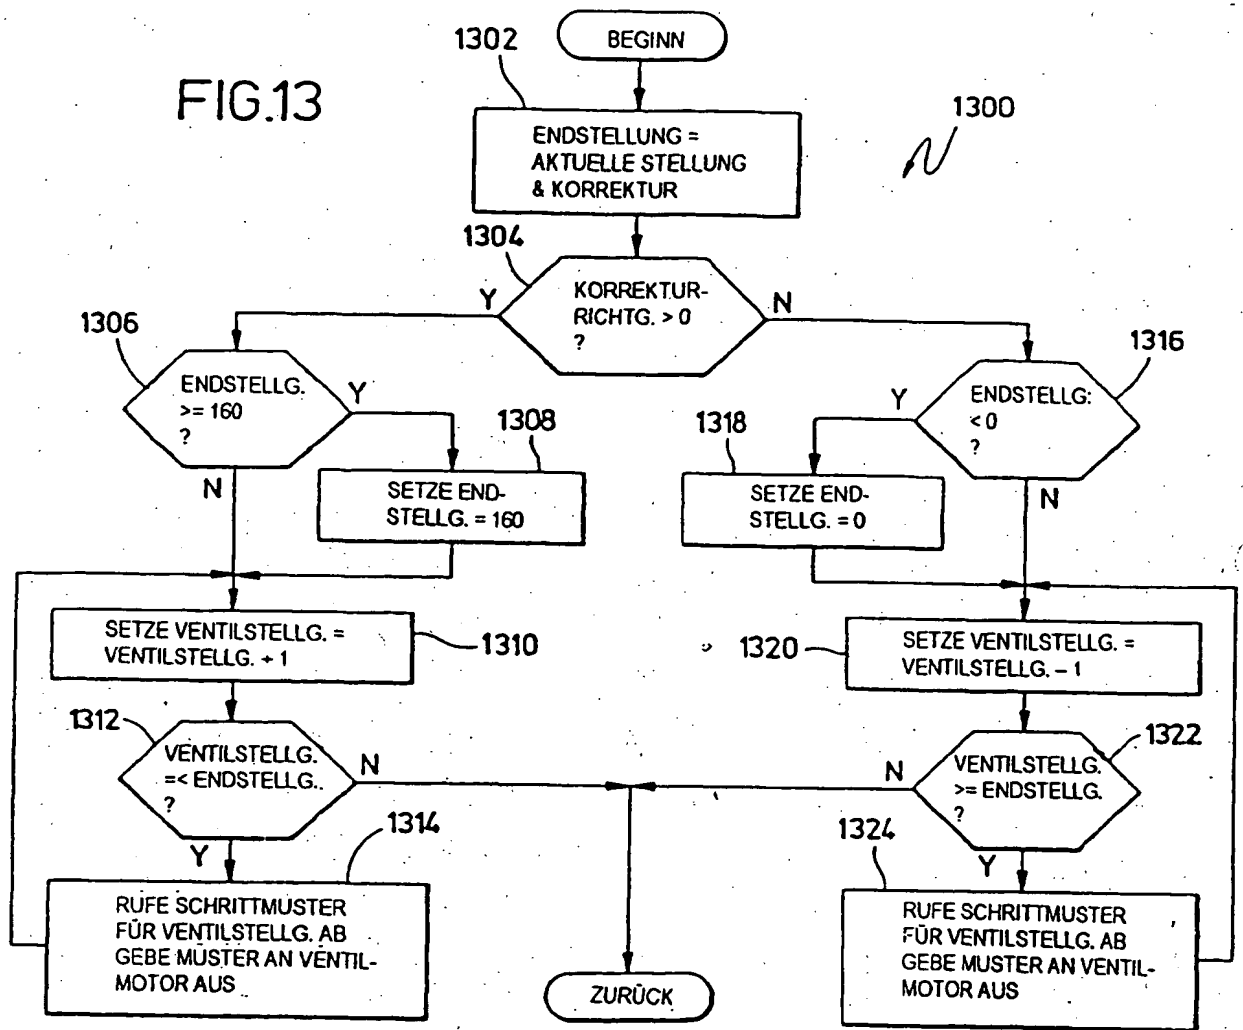 FIG.13
BEGINN
1302
1300
ENDSTELLUNG =
AKTUELLE STELLUNG
& KORREKTUR
1304
KORREKTUR-
RICHTG. > 0
?
Y
N
1306
ENDSTELLG.
>= 160
?
Y
N
1308
SETZE END-
STELLG. = 160
1316
ENDSTELLG:
< 0
?
Y
N
1318
SETZE END-
STELLG. = 0
SETZE VENTILSTELLG. =
VENTILSTELLG. + 1
1310
1320
SETZE VENTILSTELLG. =
VENTILSTELLG. – 1
1312
VENTILSTELLG.
=< ENDSTELLG.
?
N
Y
1322
VENTILSTELLG.
>= ENDSTELLG.
?
N
Y
1314
RUFE SCHRITTMUSTER
FÜR VENTILSTELLG. AB
GEBE MUSTER AN VENTIL-
MOTOR AUS
1324
RUFE SCHRITTMUSTER
FÜR VENTILSTELLG. AB
GEBE MUSTER AN VENTIL-
MOTOR AUS
ZURÜCK